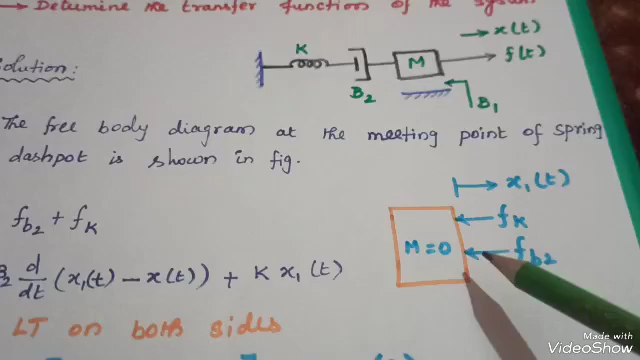 → Determine the transfer function of the system
Solution:
K
B2
M
→ x(t)
f(t)
B1
The free body diagram at the meeting point of spring
dashpot is shown in fig.
fb2 + fk
d/dt (x1(t) - x(t)) + K x1(t)
LT on both sides
x1(t)
fk
M = 0
fb2
Made with
VideoShow